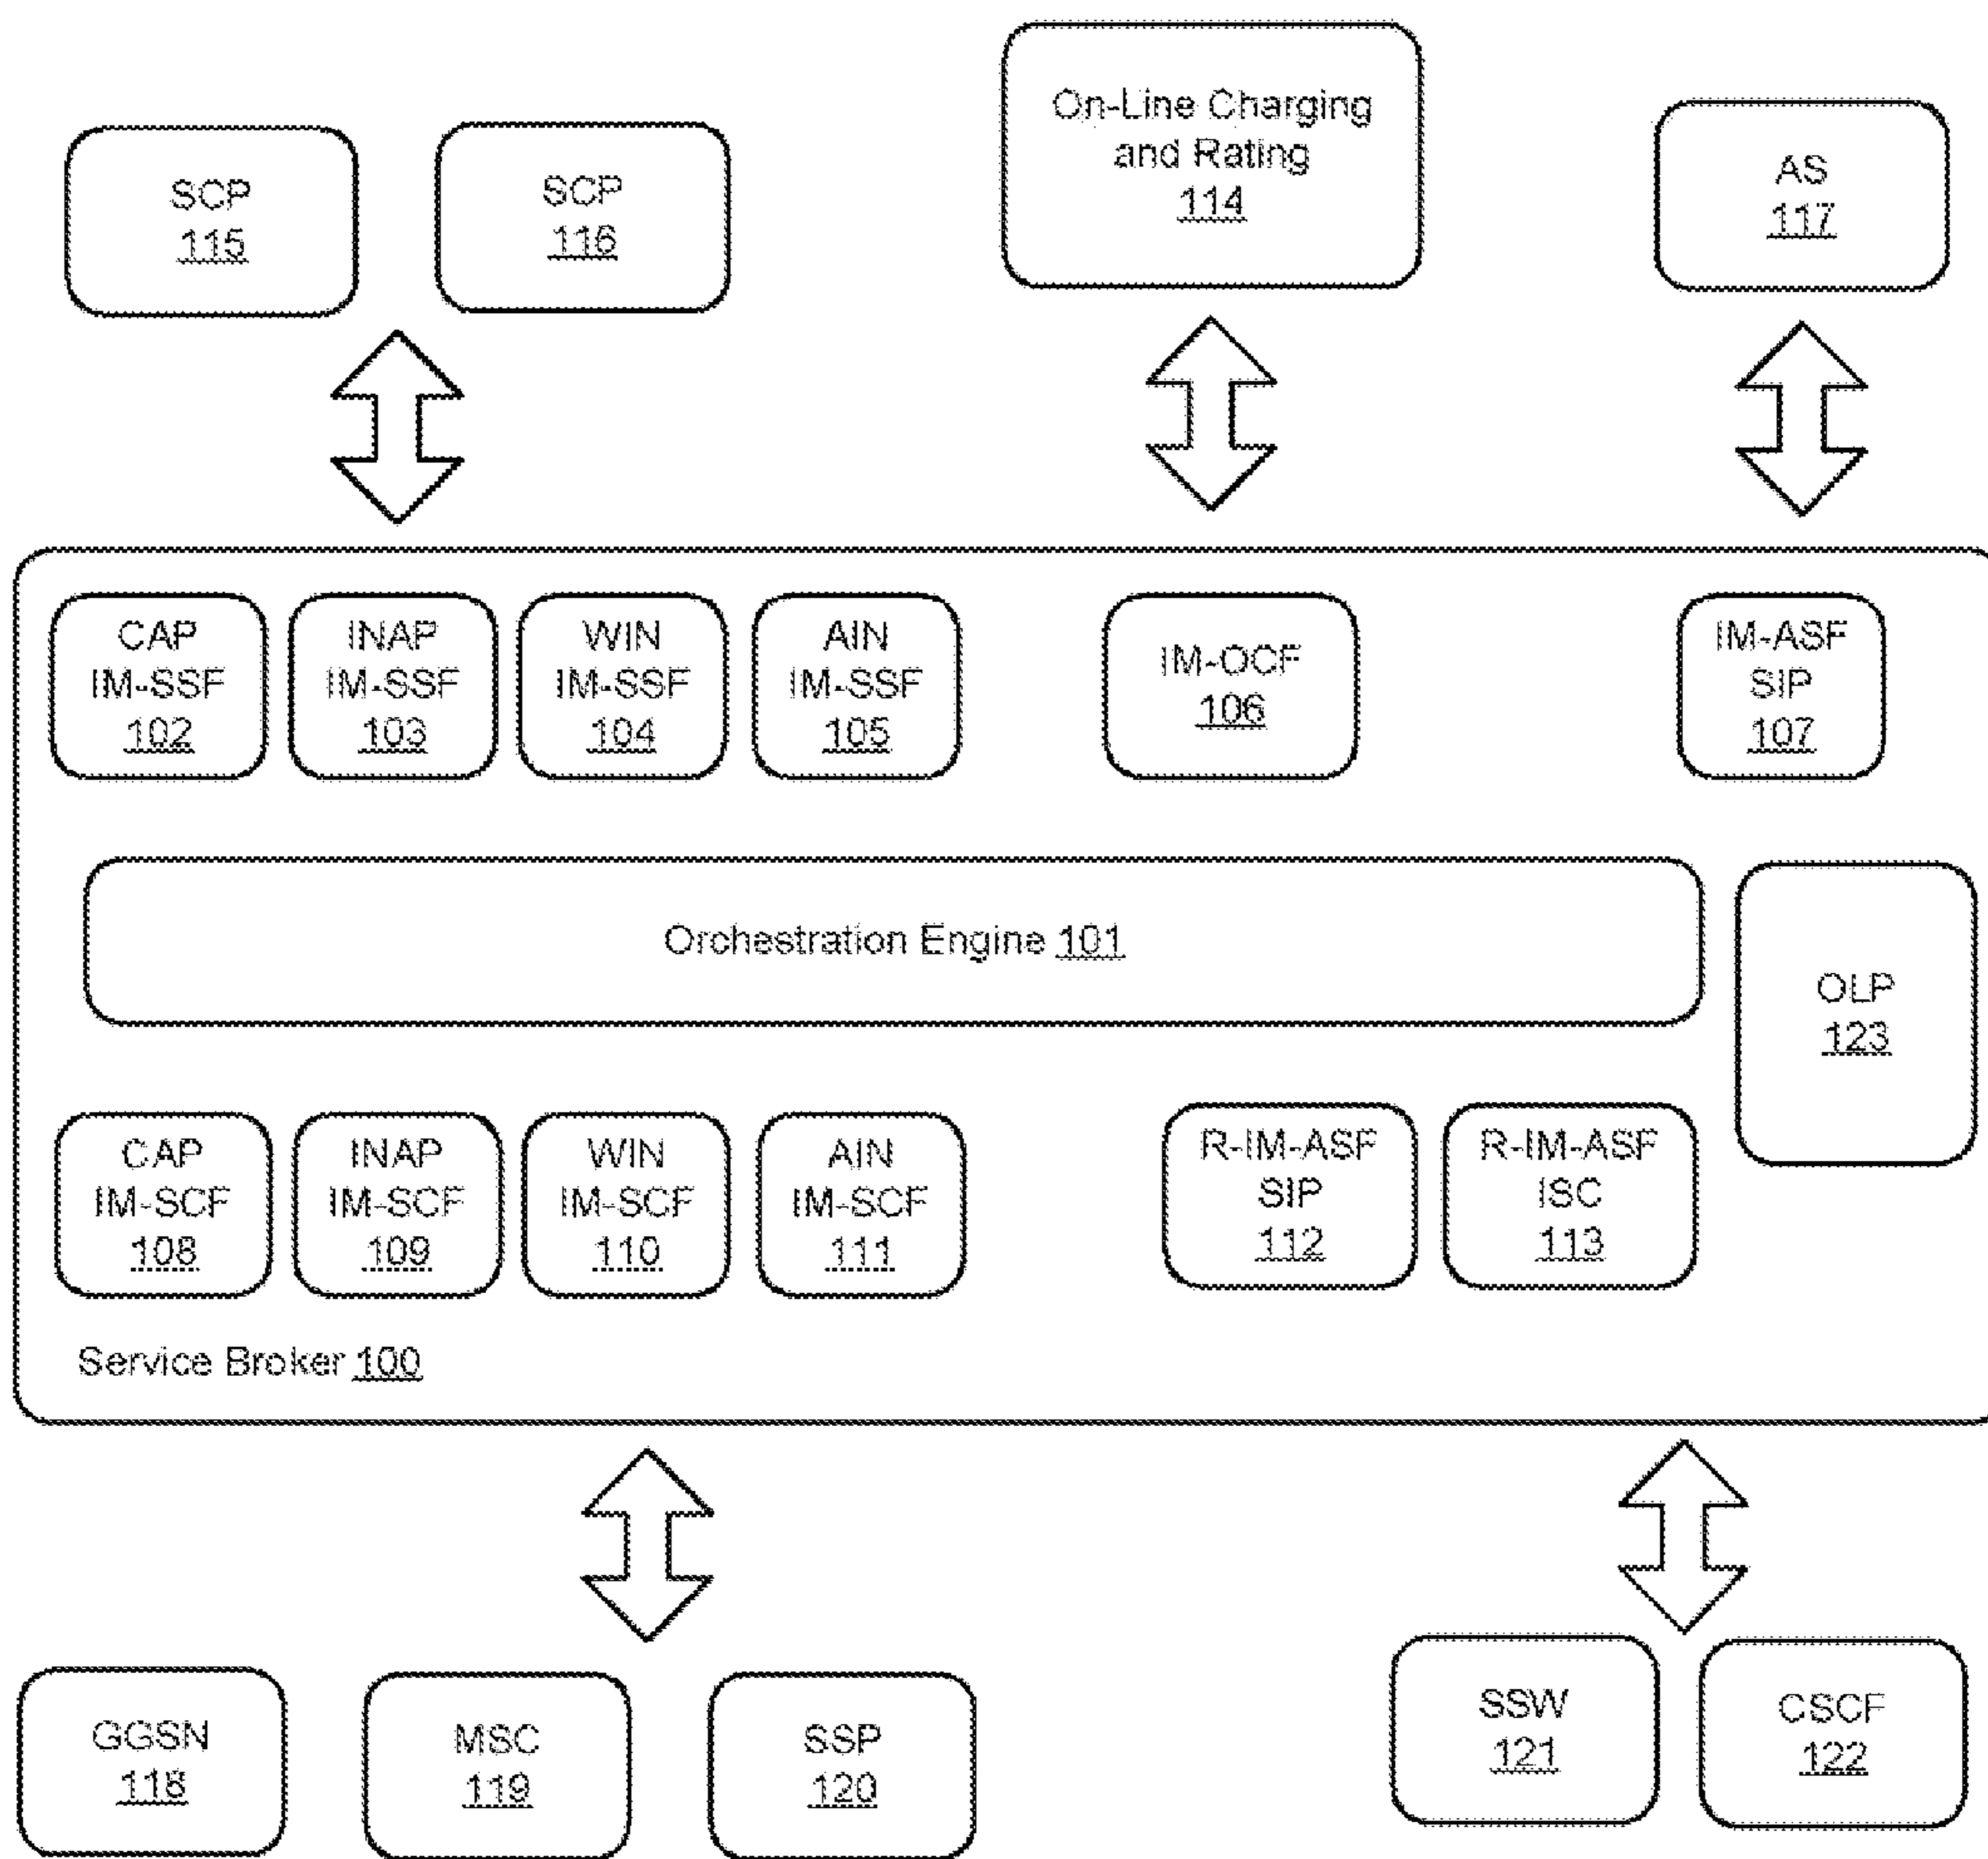 On-Line Charging
and Rating
114
SCP
115
SCP
116
AS
117
CAP
IM-SSF
102
INAP
IM-SSF
103
WIN
IM-SSF
104
AIN
IM-SSF
105
IM-OCF
106
IM-ASF
SIP
107
Orchestration Engine 101
OLP
123
CAP
IM-SCF
108
INAP
IM-SCF
109
WIN
IM-SCF
110
AIN
IM-SCF
111
R-IM-ASF
SIP
112
R-IM-ASF
ISC
113
Service Broker 100
GGSN
118
MSC
119
SSP
120
SSW
121
CSCF
122